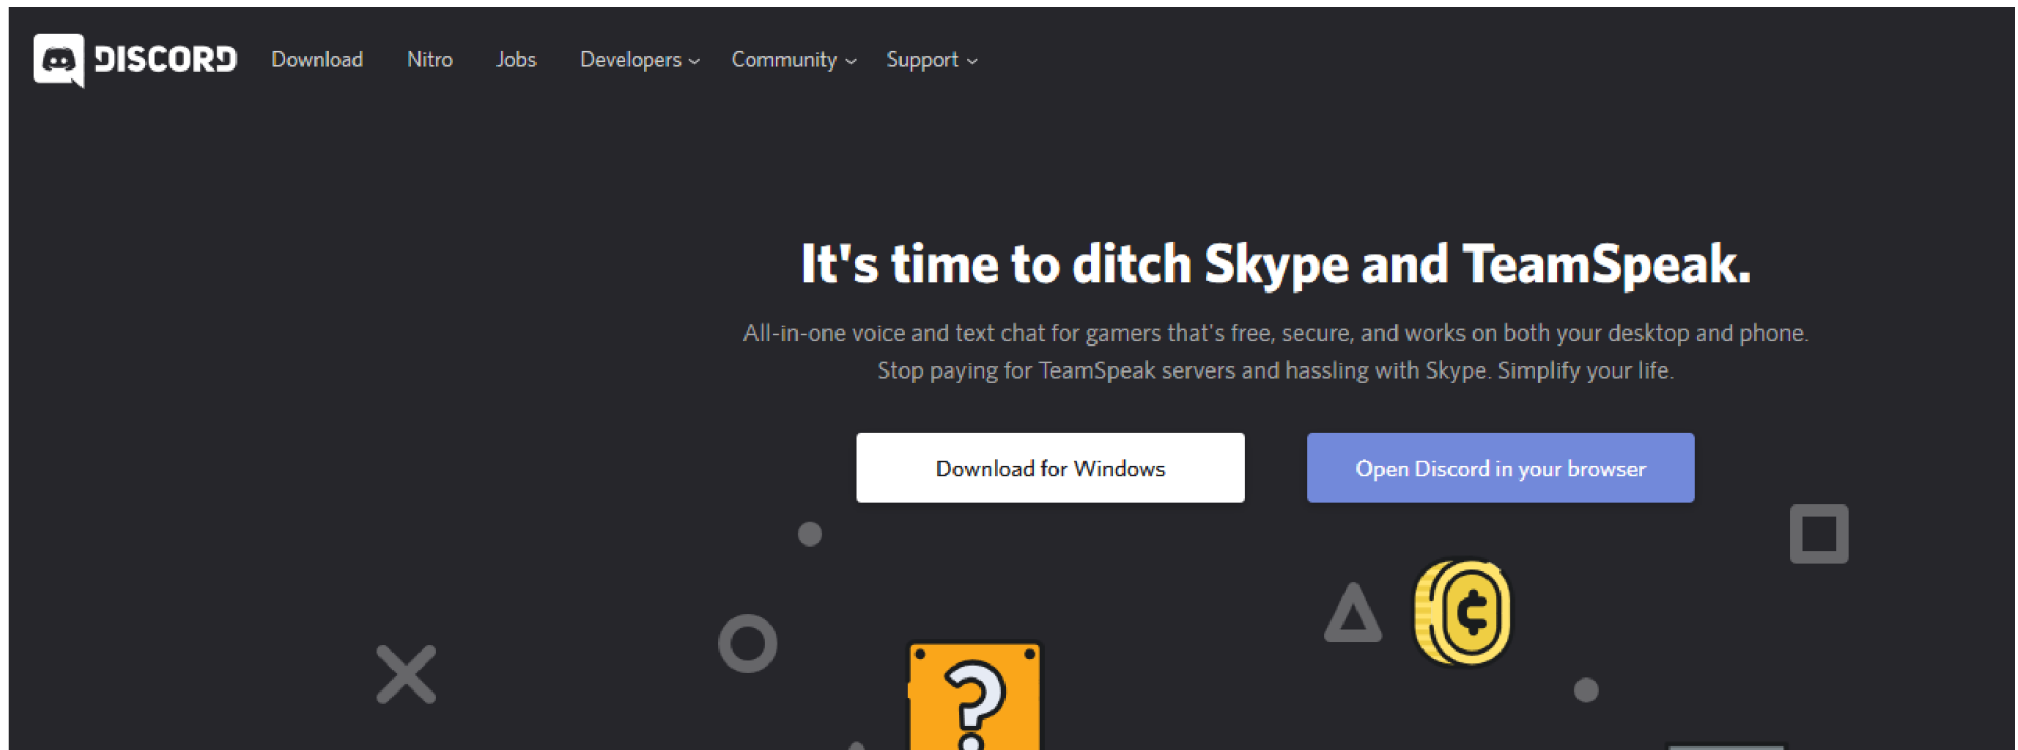 DISCORD Download Nitro Jobs Developers Community Support
It's time to ditch Skype and TeamSpeak.
All-in-one voice and text chat for gamers that's free, secure, and works on both your desktop and phone.
Stop paying for TeamSpeak servers and hassling with Skype. Simplify your life.
Download for Windows Open Discord in your browser
¢
?